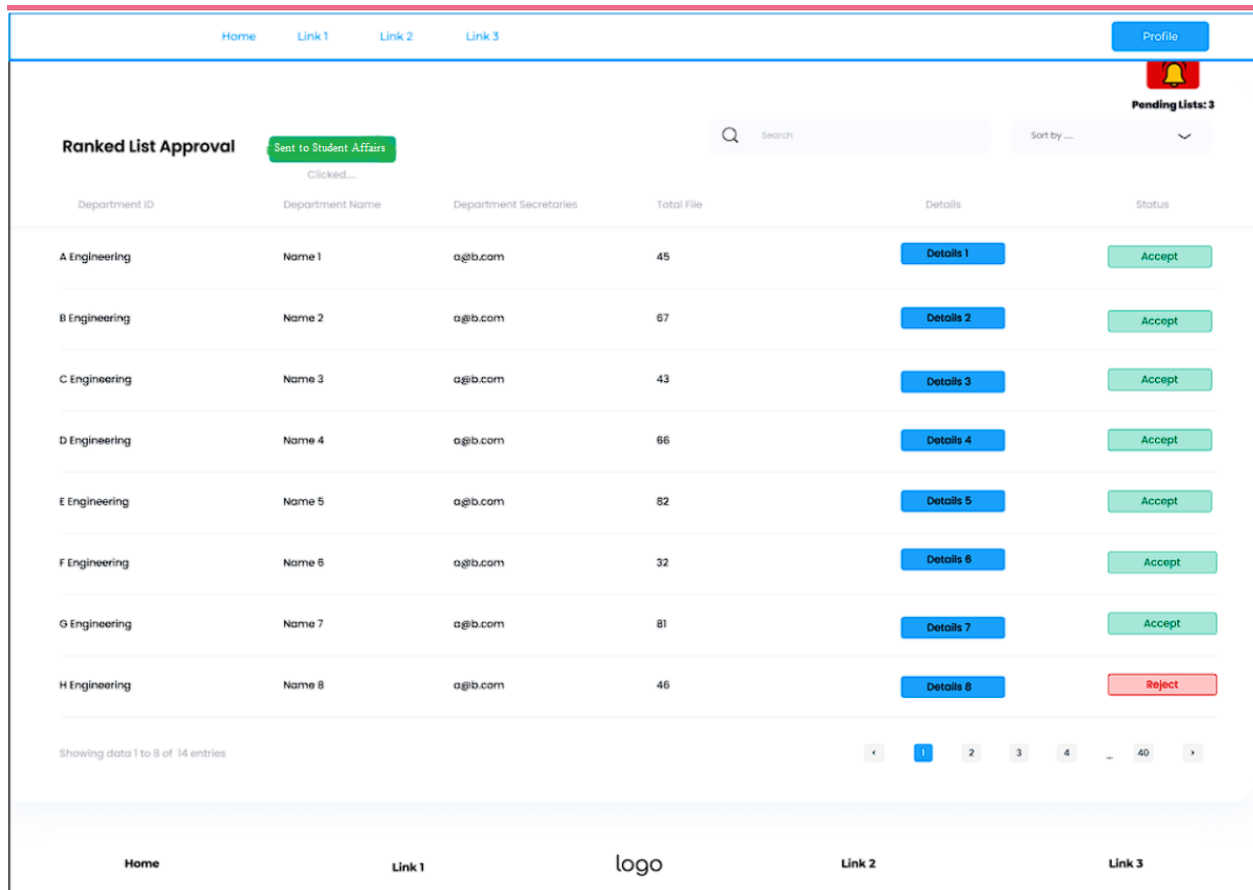 Home Link 1 Link 2 Link 3 Profile
Pending Lists: 3
Ranked List Approval Sent to Student Affairs Search Sort by ....
Clicked....
Department ID Department Name Department Secretaries Total File Details Status
A Engineering Name 1 a@b.com 45 Details 1 Accept
B Engineering Name 2 a@b.com 67 Details 2 Accept
C Engineering Name 3 a@b.com 43 Details 3 Accept
D Engineering Name 4 a@b.com 66 Details 4 Accept
E Engineering Name 5 a@b.com 82 Details 5 Accept
F Engineering Name 6 a@b.com 32 Details 6 Accept
G Engineering Name 7 a@b.com 81 Details 7 Accept
H Engineering Name 8 a@b.com 46 Details 8 Reject
Showing data 1 to 8 of 14 entries < 1 2 3 4 ... 40 >
Home Link 1 logo Link 2 Link 3